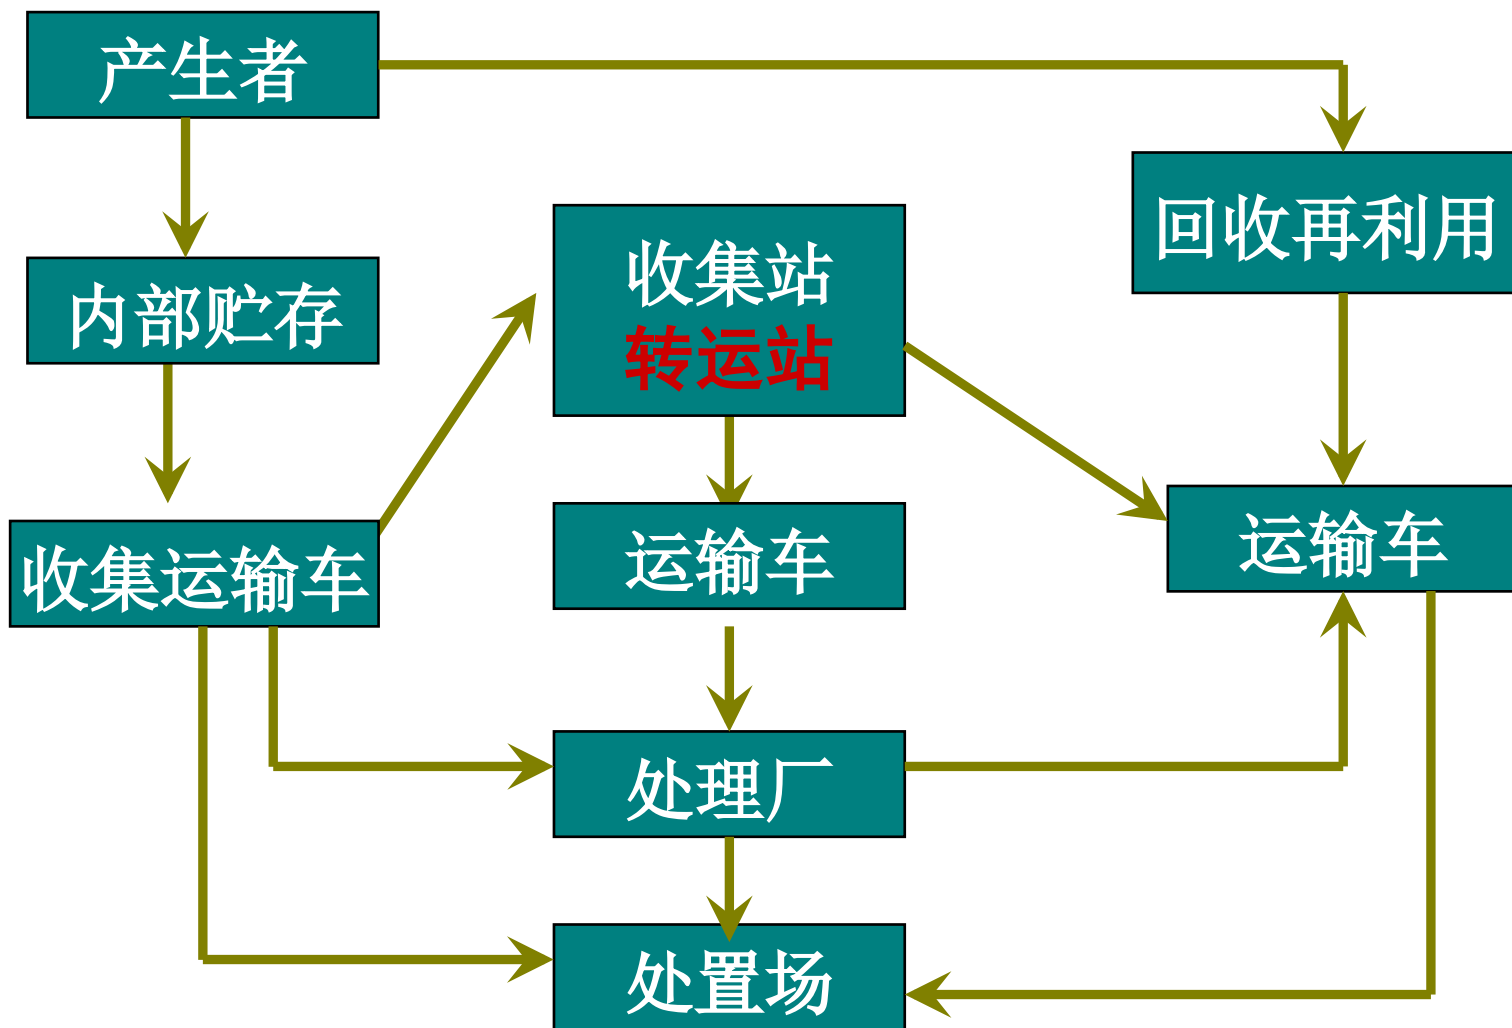 产生者
回收再利用
收集站
转运站
内部贮存
收集运输车
运输车
运输车
处理厂
处置场